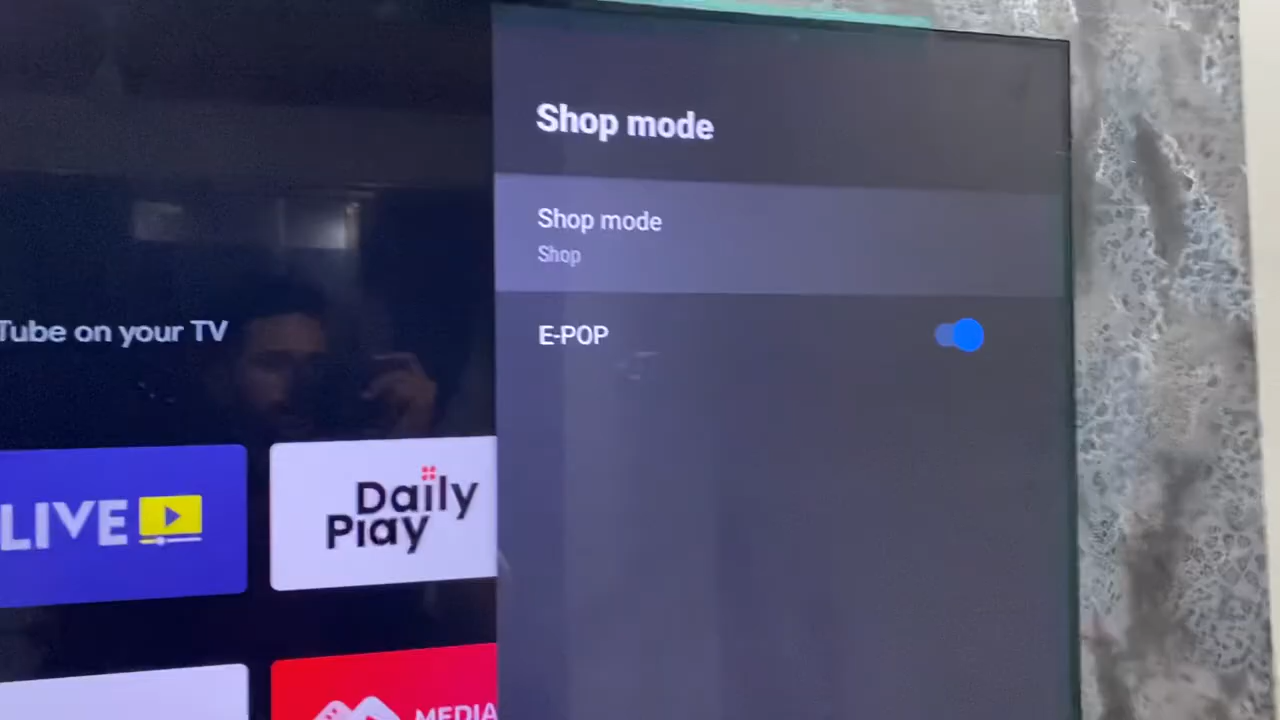 Shop mode
Shop mode
Shop
Tube on your TV
E-POP
LIVE
Daily
Play
MEDIA